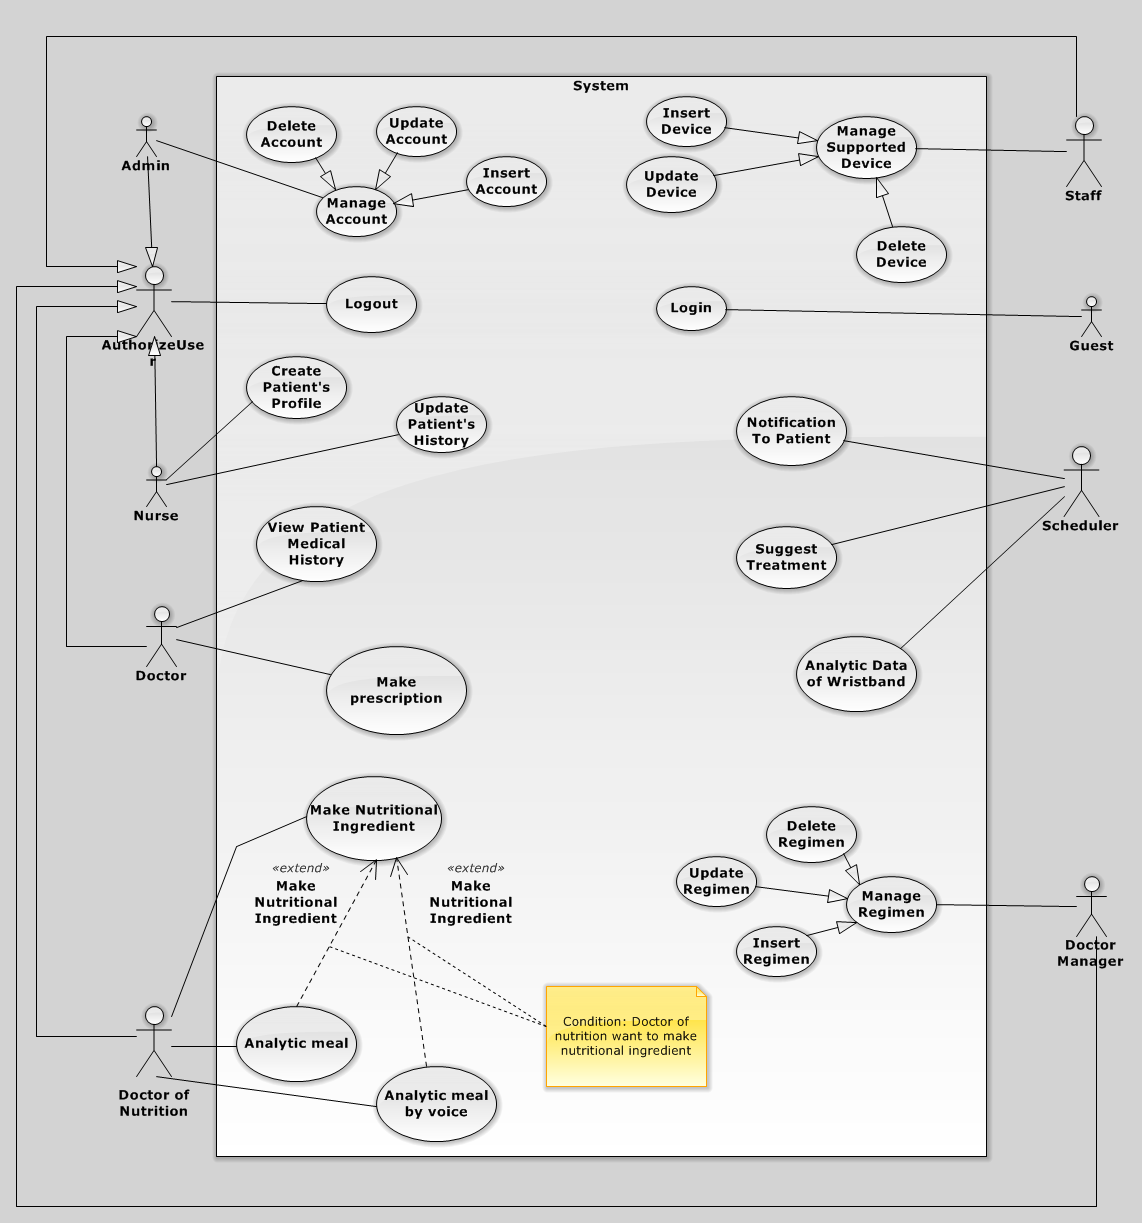 System
Delete
Account
Update
Account
Insert
Account
Manage
Account
Insert
Device
Update
Device
Manage
Supported
Device
Delete
Device
Admin
Staff
AuthorizeUse
r
Logout
Login
Guest
Create
Patient's
Profile
Update
Patient's
History
Notification
To Patient
Nurse
Scheduler
View Patient
Medical
History
Suggest
Treatment
Doctor
Make
prescription
Analytic Data
of Wristband
Make Nutritional
Ingredient
«extend»
Make
Nutritional
Ingredient
«extend»
Make
Nutritional
Ingredient
Delete
Regimen
Update
Regimen
Manage
Regimen
Insert
Regimen
Doctor
Manager
Condition: Doctor of
nutrition want to make
nutritional ingredient
Analytic meal
Doctor of
Nutrition
Analytic meal
by voice